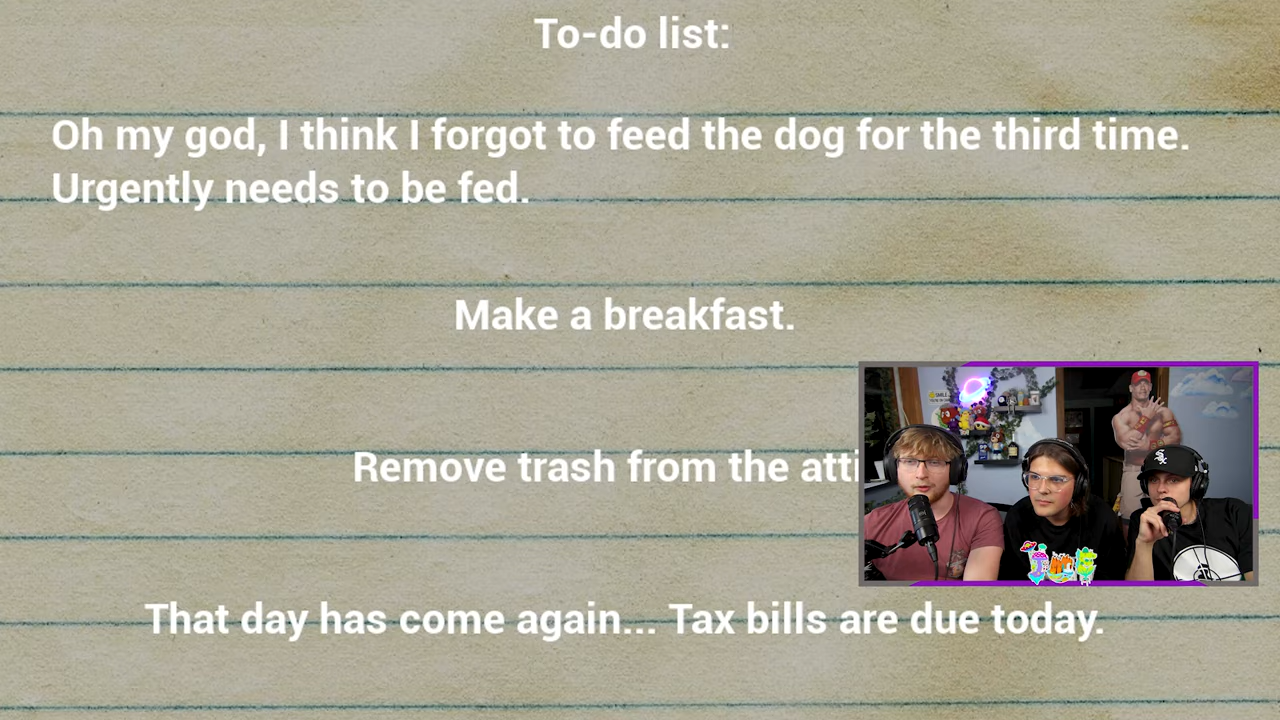 To-do list:
Oh my god, I think I forgot to feed the dog for the third time.
Urgently needs to be fed.
Make a breakfast.
Remove trash from the atti
That day has come again... Tax bills are due today.